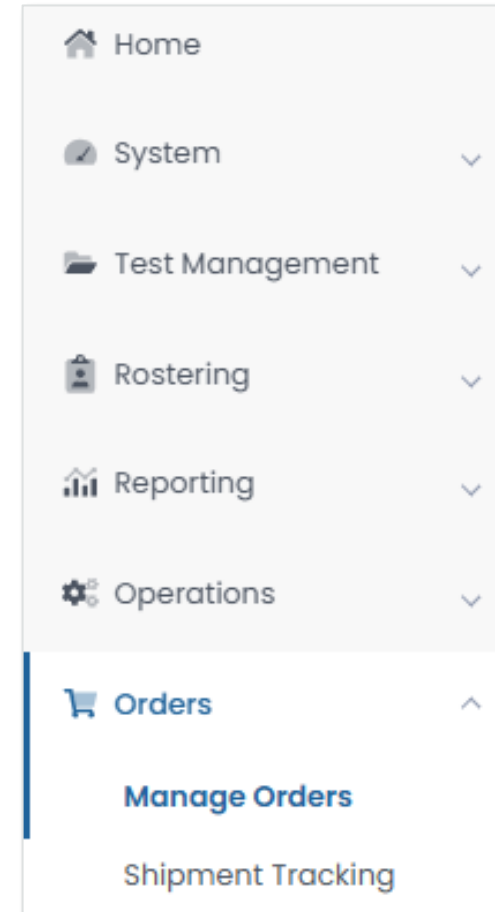 Home
System
Test Management
Rostering
Reporting
Operations
Orders
Manage Orders
Shipment Tracking